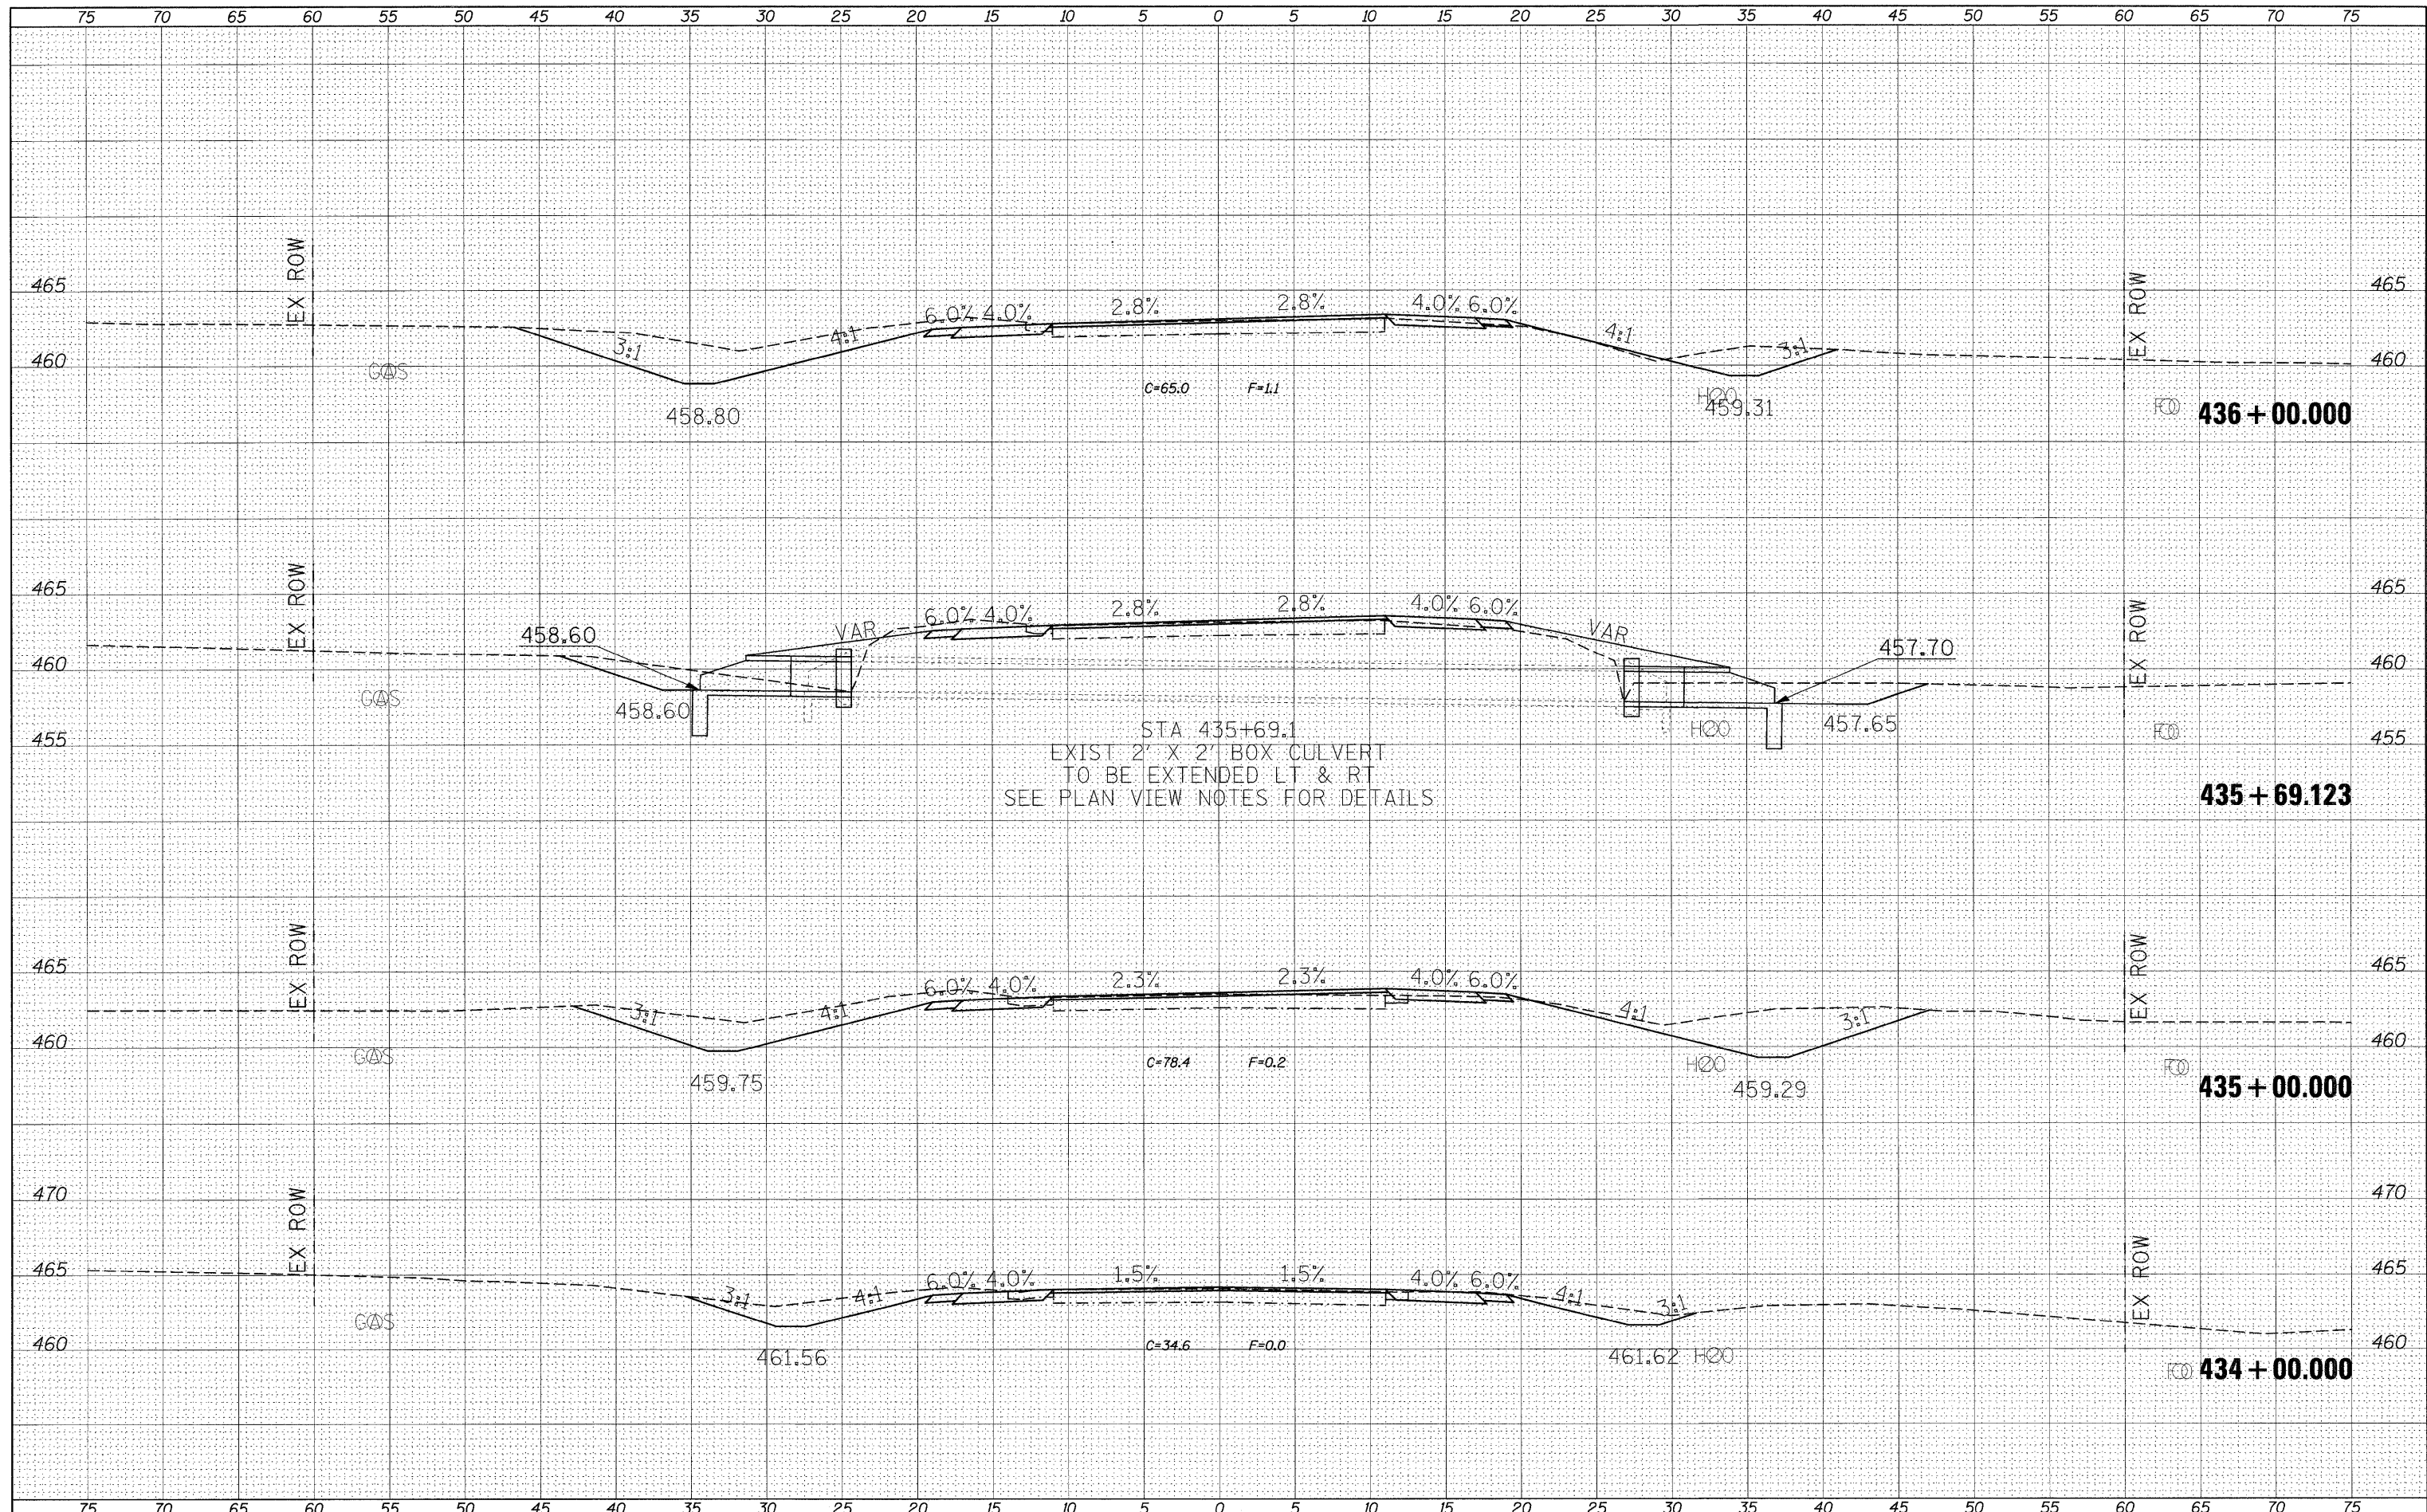 75 70 65 60 55 50 45 40 35 30 25 20 15 10 5 0 5 10 15 20 25 30 35 40 45 50 55 60 65 70 75
EX ROW
EX ROW
465 6.0% 4.0% 2.8% 2.8% 4.0% 6.0% 465
3:1 4:1 4:1 3:1
460 GAS C=65.0 F=1.1 H2O 460
458.80 459.31 FO 436+00.000
EX ROW
EX ROW
465 6.0% 4.0% 2.8% 2.8% 4.0% 6.0% 465
458.60 VAR VAR 457.70
460 460
GAS 458.60 H2O 457.65 FO
455 STA 435+69.1 455
EXIST 2' X 2' BOX CULVERT
TO BE EXTENDED LT & RT
SEE PLAN VIEW NOTES FOR DETAILS
435+69.123
EX ROW
EX ROW
465 6.0% 4.0% 2.3% 2.3% 4.0% 6.0% 465
3:1 4:1 4:1 3:1
460 GAS C=78.4 F=0.2 H2O FO 460
459.75 459.29 435+00.000
470 470
EX ROW
EX ROW
465 6.0% 4.0% 1.5% 1.5% 4.0% 6.0% 465
3:1 4:1 4:1 3:1
GAS
460 C=34.6 F=0.0 460
461.56 461.62 H2O FO 434+00.000
75 70 65 60 55 50 45 40 35 30 25 20 15 10 5 0 5 10 15 20 25 30 35 40 45 50 55 60 65 70 75